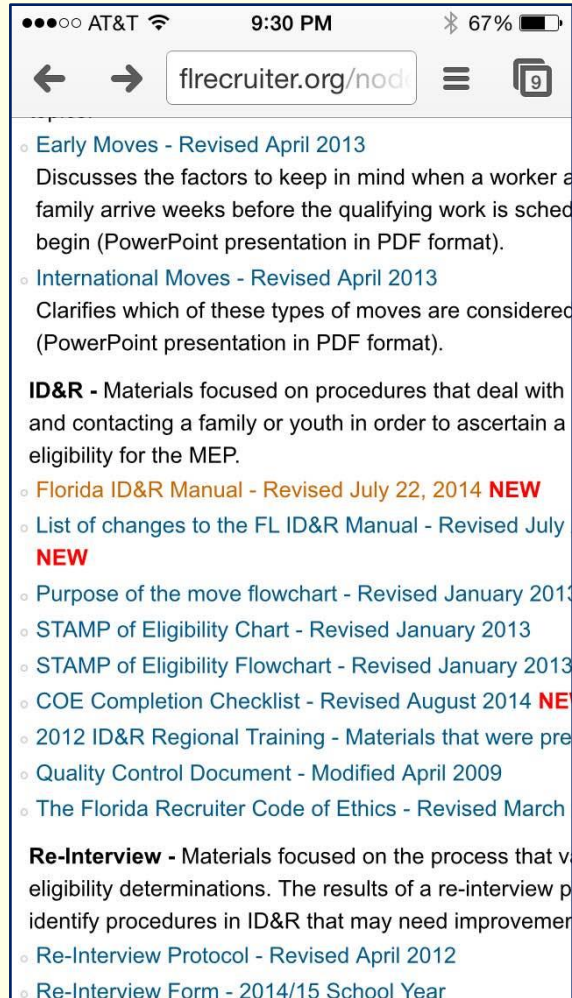 AT&T 9:30 PM 67%
flrecruiter.org/nod
9
Early Moves - Revised April 2013
Discusses the factors to keep in mind when a worker a
family arrive weeks before the qualifying work is sched
begin (PowerPoint presentation in PDF format).
International Moves - Revised April 2013
Clarifies which of these types of moves are considered
(PowerPoint presentation in PDF format).
ID&R - Materials focused on procedures that deal with
and contacting a family or youth in order to ascertain a
eligibility for the MEP.
Florida ID&R Manual - Revised July 22, 2014 NEW
List of changes to the FL ID&R Manual - Revised July
NEW
Purpose of the move flowchart - Revised January 2013
STAMP of Eligibility Chart - Revised January 2013
STAMP of Eligibility Flowchart - Revised January 2013
COE Completion Checklist - Revised August 2014 NEW
2012 ID&R Regional Training - Materials that were pre
Quality Control Document - Modified April 2009
The Florida Recruiter Code of Ethics - Revised March
Re-Interview - Materials focused on the process that va
eligibility determinations. The results of a re-interview p
identify procedures in ID&R that may need improvemen
Re-Interview Protocol - Revised April 2012
Re-Interview Form - 2014/15 School Year